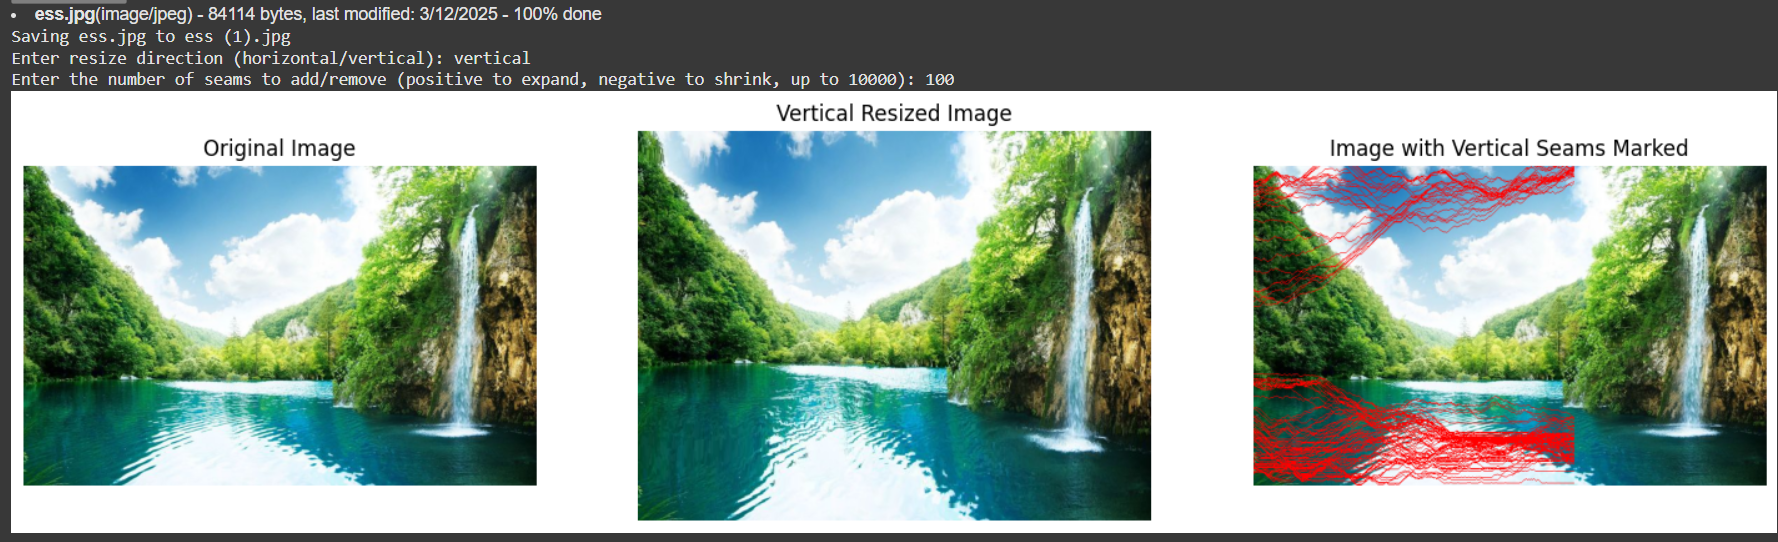 ess.jpg(image/jpeg) - 84114 bytes, last modified: 3/12/2025 - 100% done
Saving ess.jpg to ess (1).jpg
Enter resize direction (horizontal/vertical): vertical
Enter the number of seams to add/remove (positive to expand, negative to shrink, up to 10000): 100
Original Image
Vertical Resized Image
Image with Vertical Seams Marked